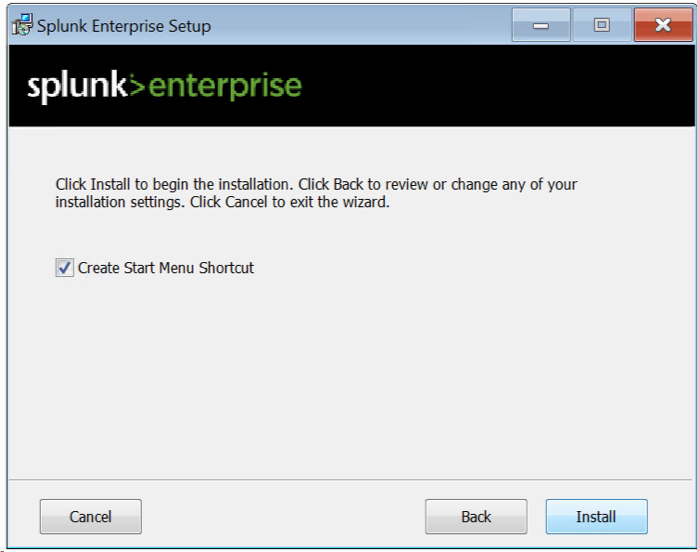 Splunk Enterprise Setup
splunk>enterprise
Click Install to begin the installation. Click Back to review or change any of your
installation settings. Click Cancel to exit the wizard.
Create Start Menu Shortcut
Cancel
Back
Install